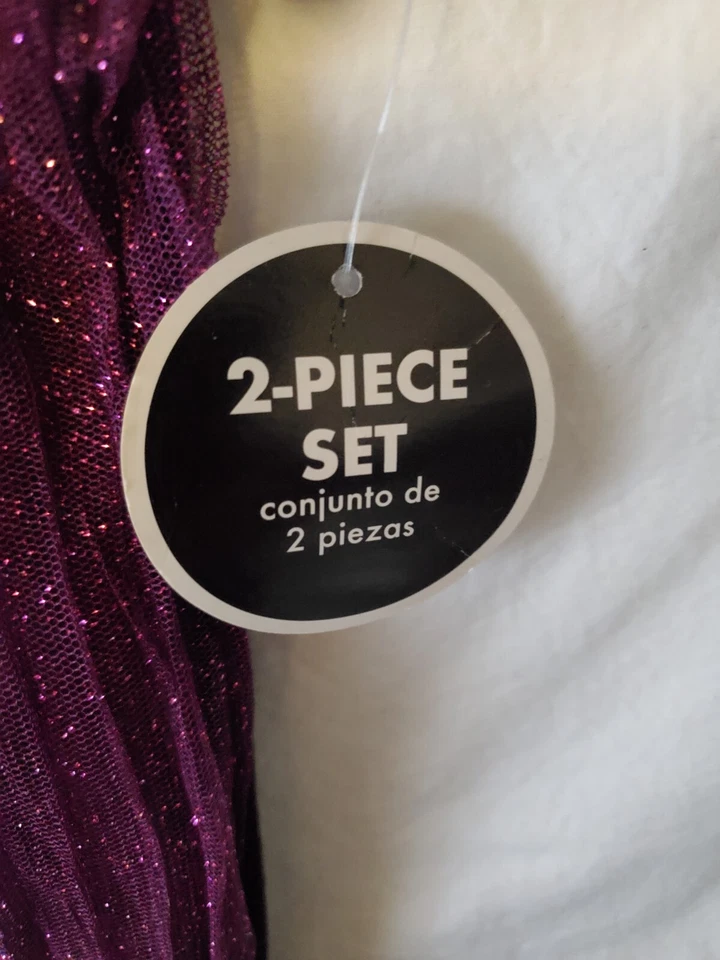 2-PIECE
SET
conjunto de
2 piezas